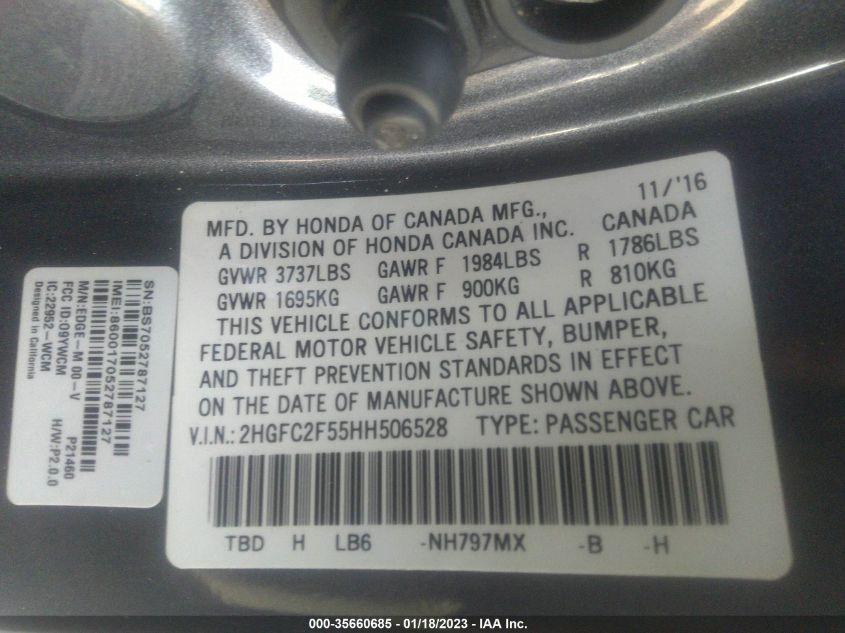 11/'16
MFD. BY HONDA OF CANADA MFG.,
A DIVISION OF HONDA CANADA INC. CANADA
GVWR 3737LBS GAWR F 1984LBS R 1786LBS
GVWR 1695KG GAWR F 900KG R 810KG
THIS VEHICLE CONFORMS TO ALL APPLICABLE
FEDERAL MOTOR VEHICLE SAFETY, BUMPER,
AND THEFT PREVENTION STANDARDS IN EFFECT
ON THE DATE OF MANUFACTURE SHOWN ABOVE.
V.I.N.: 2HGFC2F55HH506528 TYPE: PASSENGER CAR
TBD H LB6 -NH797MX -B -H
SN:BS7052787127
IMEI:860017052787127
M/N:EDGE-M 00-V P21460
FCC ID:09YWCM H/W:P2.0.0
IC:22952-WCM
Designed in California
000-35660685 - 01/18/2023 - IAA Inc.